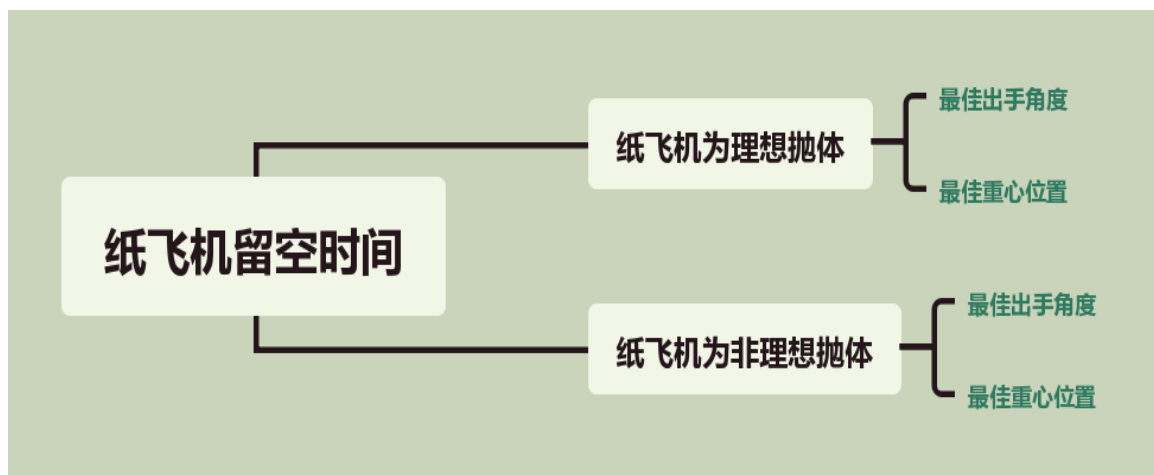 纸飞机留空时间
纸飞机为理想抛体
最佳出手角度
最佳重心位置
纸飞机为非理想抛体
最佳出手角度
最佳重心位置